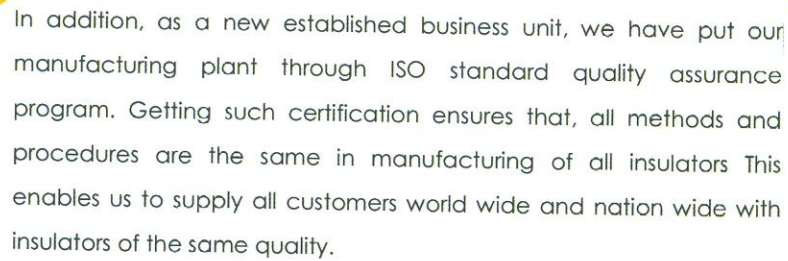 In addition, as a new established business unit, we have put our
manufacturing plant through ISO standard quality assurance
program. Getting such certification ensures that, all methods and
procedures are the same in manufacturing of all insulators This
enables us to supply all customers world wide and nation wide with
insulators of the same quality.